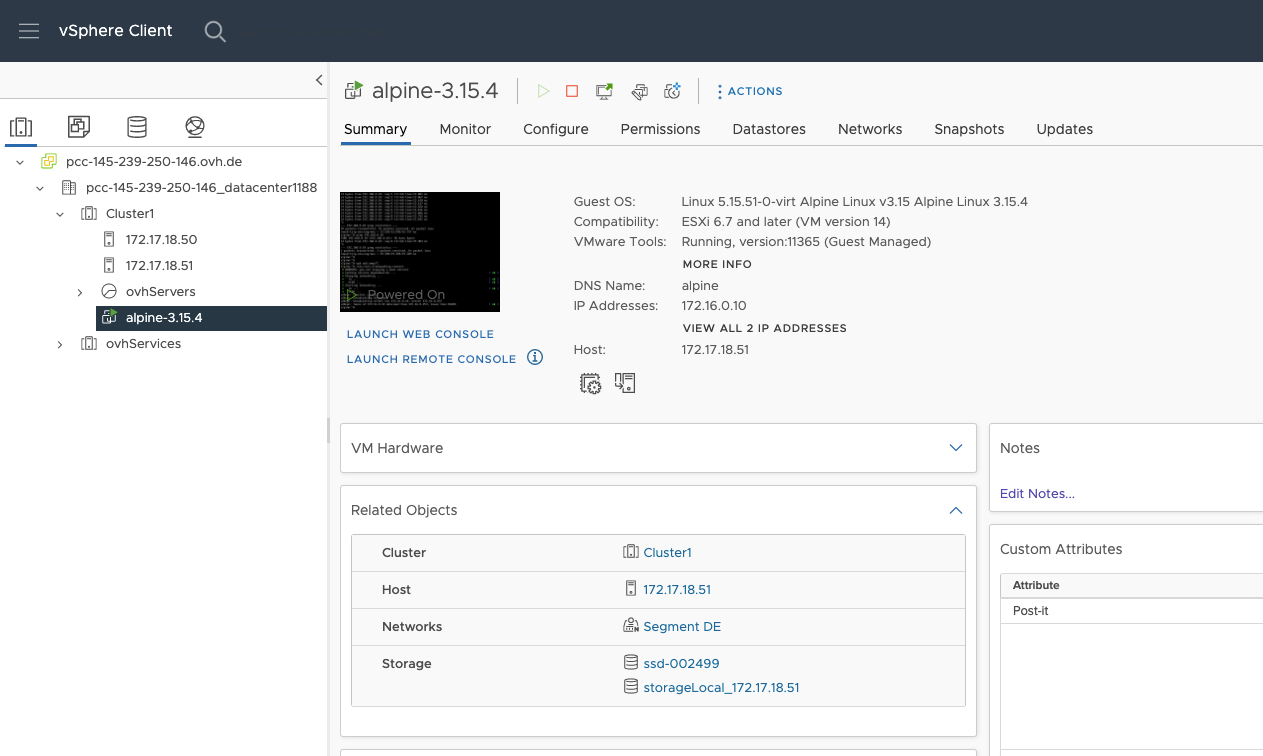 vSphere Client
alpine-3.15.4
ACTIONS
Summary Monitor Configure Permissions Datastores Networks Snapshots Updates
pcc-145-239-250-146.ovh.de
pcc-145-239-250-146_datacenter1188
Cluster1
172.17.18.50
172.17.18.51
ovhServers
alpine-3.15.4
ovhServices
Powered On
LAUNCH WEB CONSOLE
LAUNCH REMOTE CONSOLE
Guest OS: Linux 5.15.51-0-virt Alpine Linux v3.15 Alpine Linux 3.15.4
Compatibility: ESXi 6.7 and later (VM version 14)
VMware Tools: Running, version:11365 (Guest Managed)
MORE INFO
DNS Name: alpine
IP Addresses: 172.16.0.10
VIEW ALL 2 IP ADDRESSES
Host: 172.17.18.51
VM Hardware
Related Objects
Cluster Cluster1
Host 172.17.18.51
Networks Segment DE
Storage ssd-002499
storageLocal_172.17.18.51
Notes
Edit Notes...
Custom Attributes
Attribute
Post-it